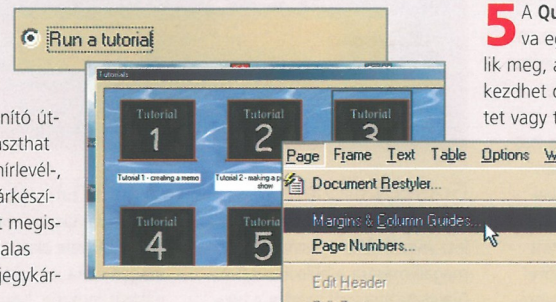 Run a tutorial
nító út-
aszthat
nírlevél-,
árkészí-
t megis-
alas
jegykár-
Tutorials
Tutorial
1
Tutorial
2
Tutorial
3
Tutorial 1 - creating a memo
Tutorial 2 - making a
show
Tutorial
4
Tutorial
5
5 A Qu
va e
lik meg, a
kezdhet
tet vagy t
Page Frame Text Table Options W
Document Restyler...
Margins & Column Guides...
Page Numbers...
Edit Header